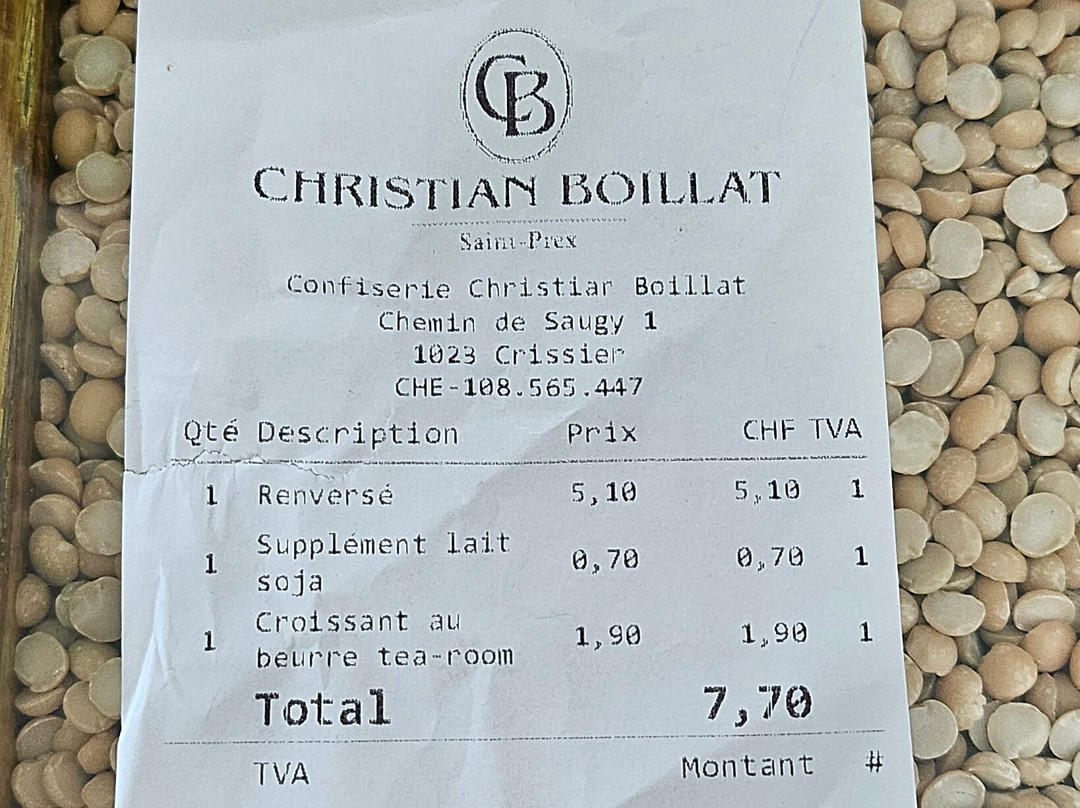 CB
CHRISTIAN BOILLAT
Saint-Prex
Confiserie Christian Boillat
Chemin de Saugy 1
1023 Crissier
CHE-108.565.447
Qté Description Prix CHF TVA
1 Renversé 5,10 5,10 1
1 Supplément lait soja 0,70 0,70 1
1 Croissant au beurre tea-room 1,90 1,90 1
Total 7,70
TVA Montant #